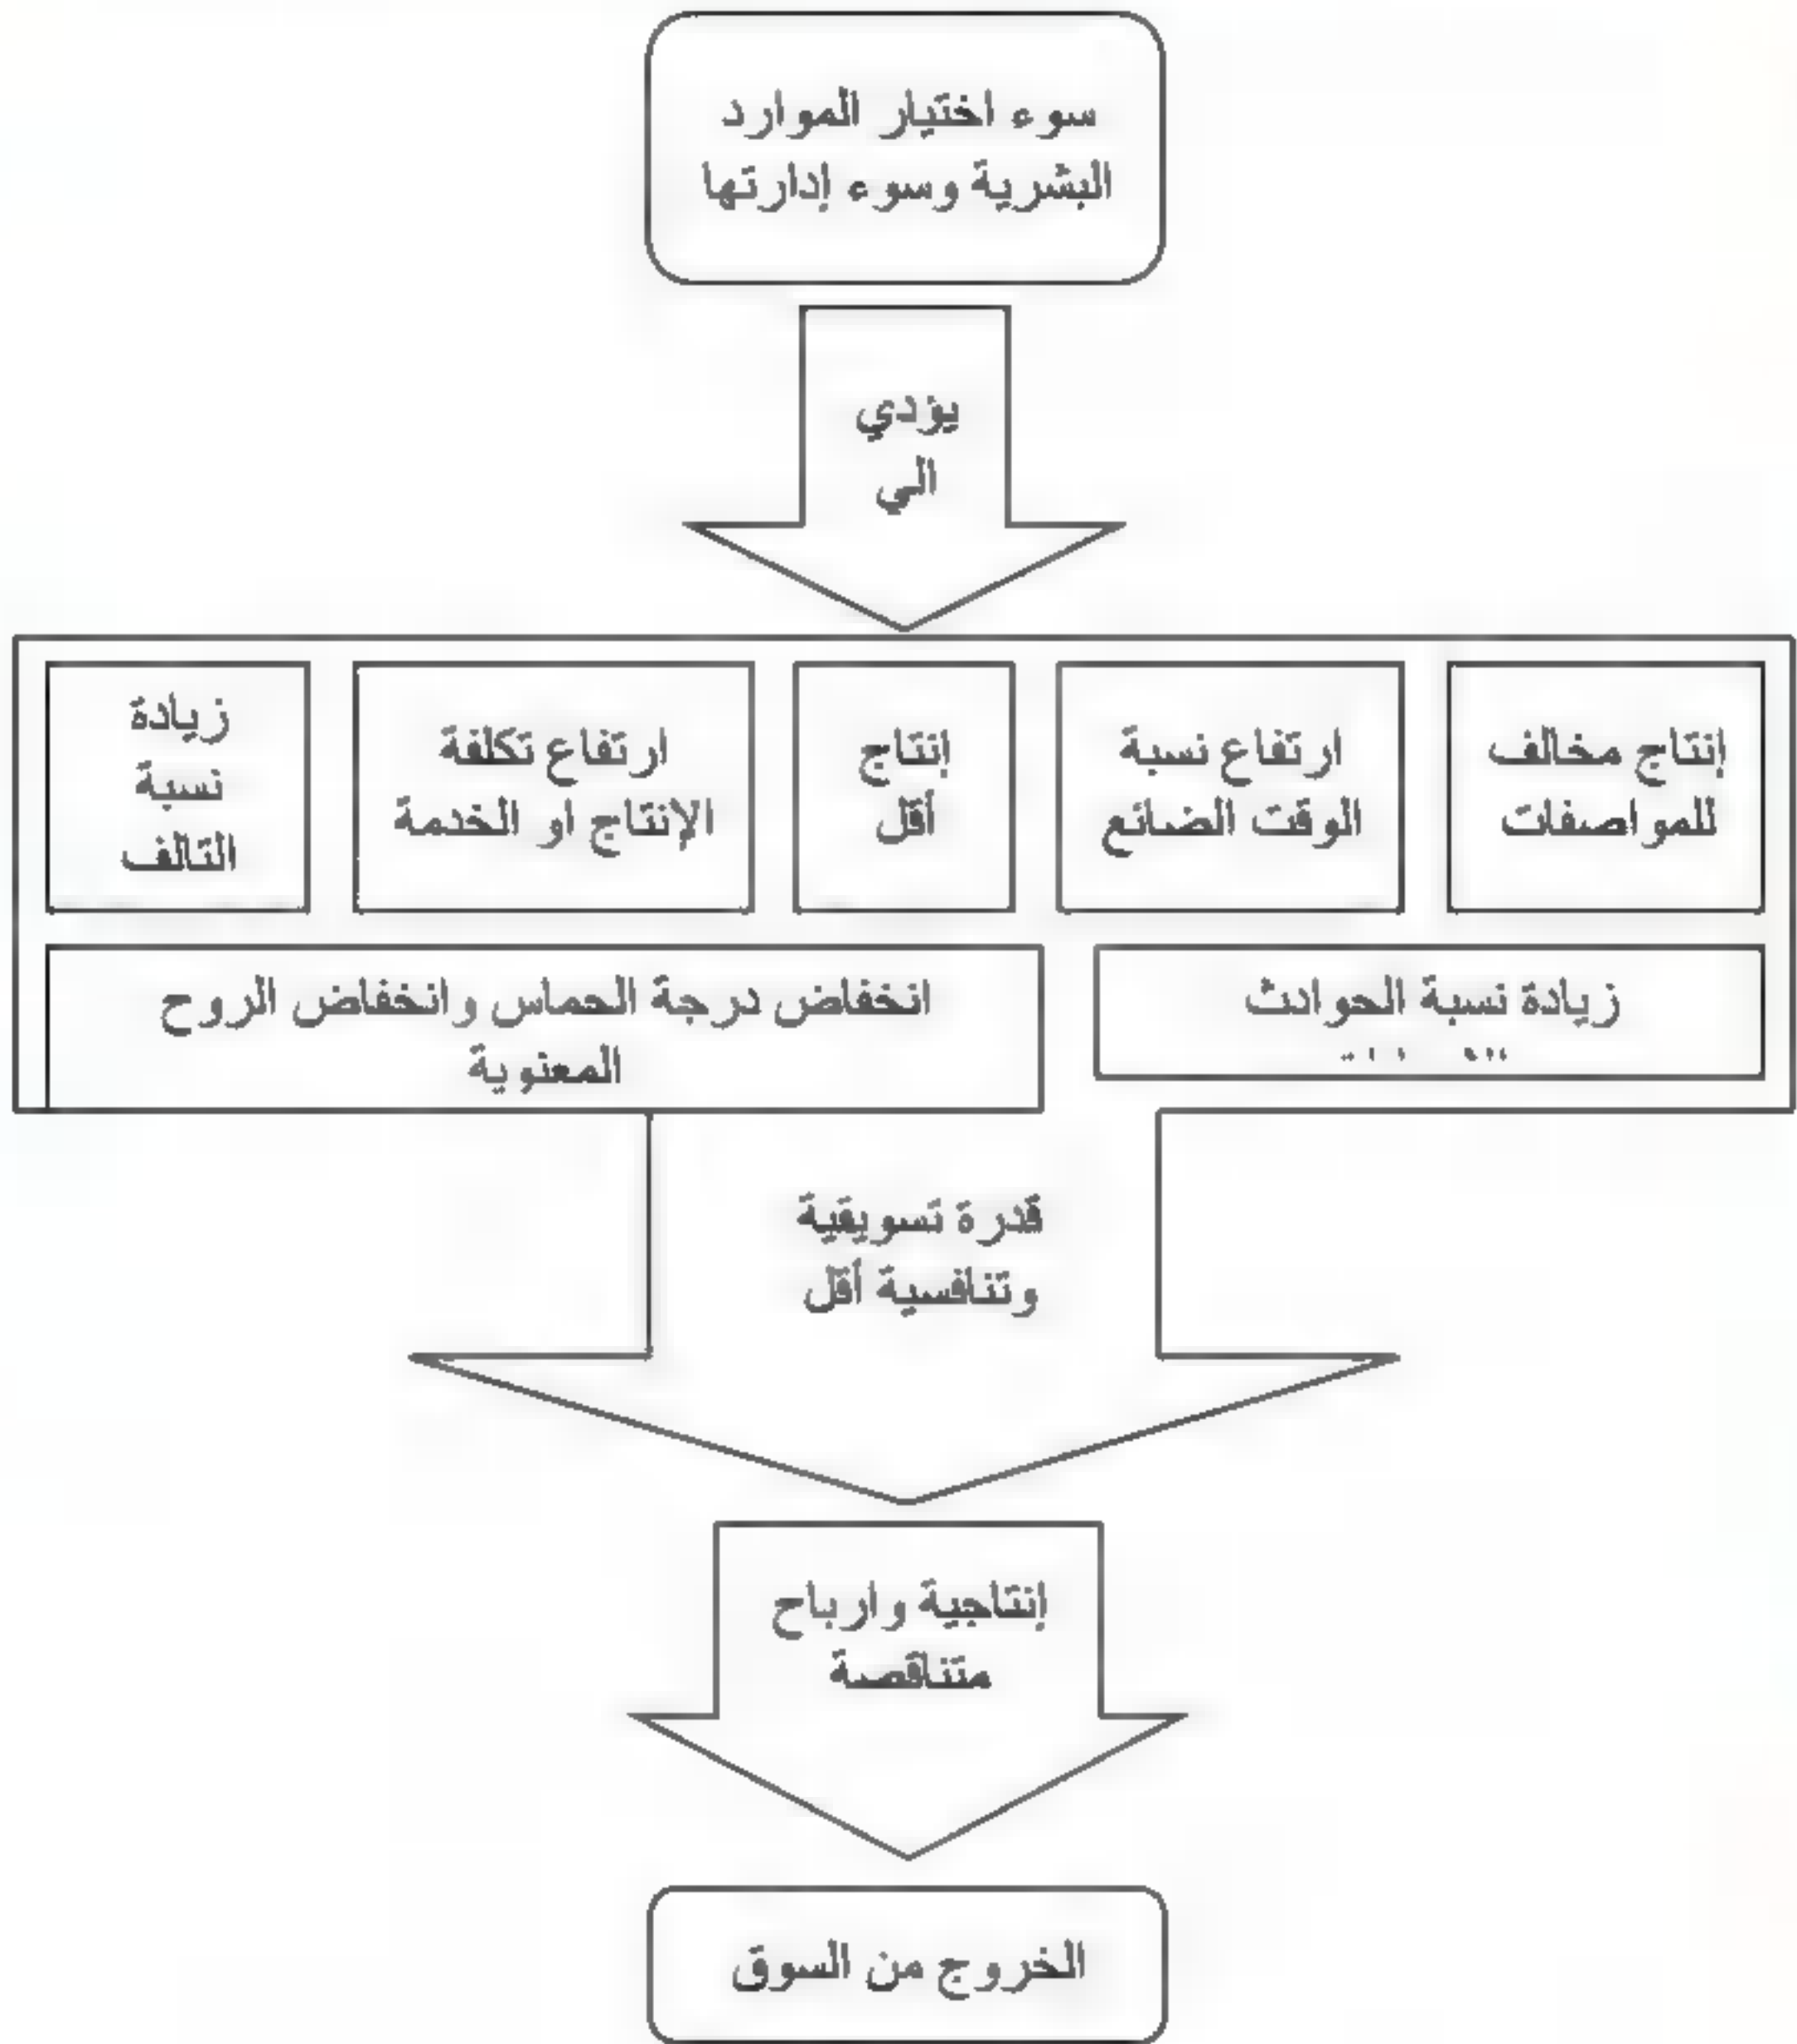 سوء اختيار الموارد
البشرية وسوء إدارتها
يؤدي
الي
إنتاج مخالف
للمواصفات
ارتفاع نسبة
الوقت الضائع
إنتاج
أقل
ارتفاع تكلفة
الإنتاج او الخدمة
زيادة
نسبة
التالف
زيادة نسبة الحوادث
انخفاض درجة الحماس وانخفاض الروح
المعنوية
قدرة تسويقية
وتنافسية أقل
إنتاجية وارباح
متناقصة
الخروج من السوق